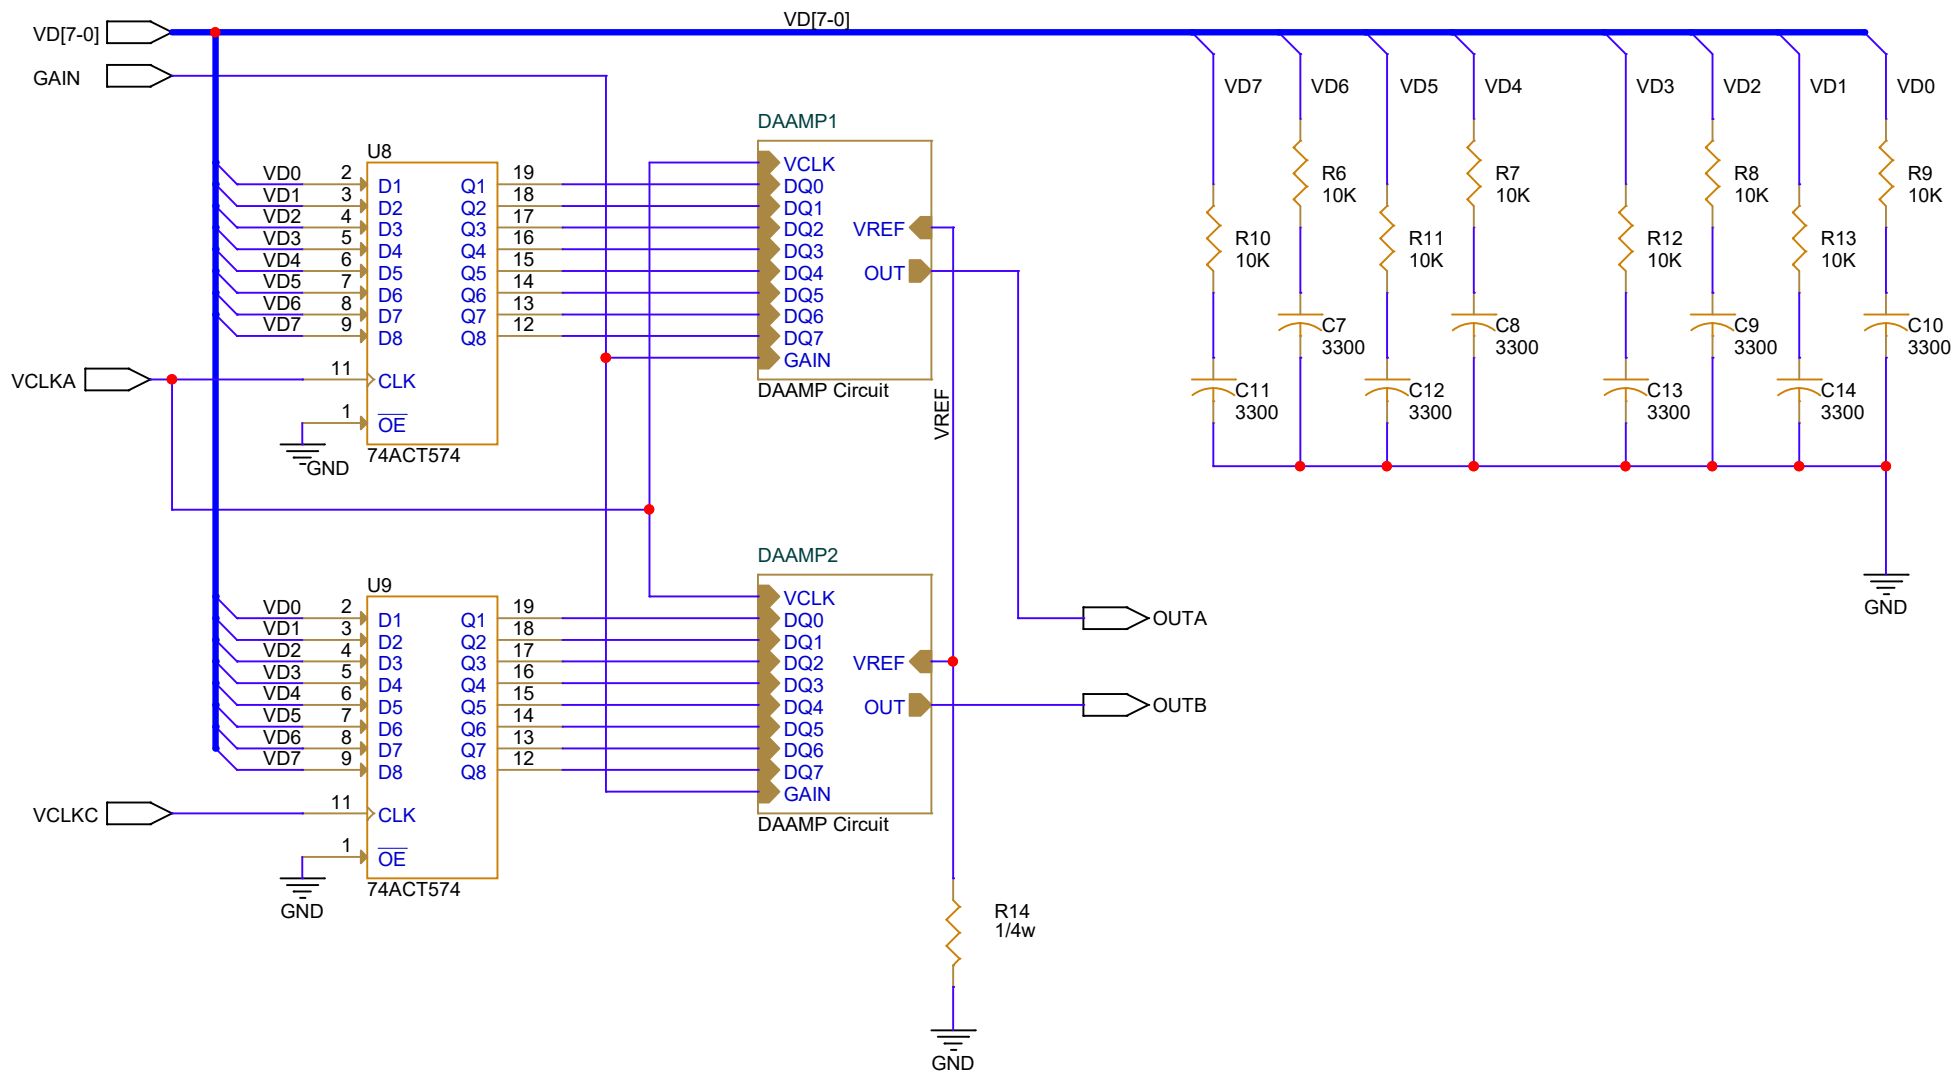 VD[7-0]
VD[7-0]
GAIN
VD7
VD6
VD5
VD4
VD3
VD2
VD1
VD0
R6
10K
R7
10K
R8
10K
R9
10K
R10
10K
R11
10K
R12
10K
R13
10K
C7
3300
C8
3300
C9
3300
C10
3300
C11
3300
C12
3300
C13
3300
C14
3300
GND
U8
VD0 2 D1 Q1 19
VD1 3 D2 Q2 18
VD2 4 D3 Q3 17
VD3 5 D4 Q4 16
VD4 6 D5 Q5 15
VD5 7 D6 Q6 14
VD6 8 D7 Q7 13
VD7 9 D8 Q8 12
VCLKA 11 CLK
1 OE
GND
74ACT574
DAAMP1
VCLK
DQ0
DQ1
DQ2
DQ3
DQ4
DQ5
DQ6
DQ7
GAIN
VREF
OUT
DAAMP Circuit
VREF
U9
VD0 2 D1 Q1 19
VD1 3 D2 Q2 18
VD2 4 D3 Q3 17
VD3 5 D4 Q4 16
VD4 6 D5 Q5 15
VD5 7 D6 Q6 14
VD6 8 D7 Q7 13
VD7 9 D8 Q8 12
VCLKC 11 CLK
1 OE
GND
74ACT574
DAAMP2
VCLK
DQ0
DQ1
DQ2
DQ3
DQ4
DQ5
DQ6
DQ7
GAIN
VREF
OUT
DAAMP Circuit
OUTA
OUTB
R14
1/4w
GND